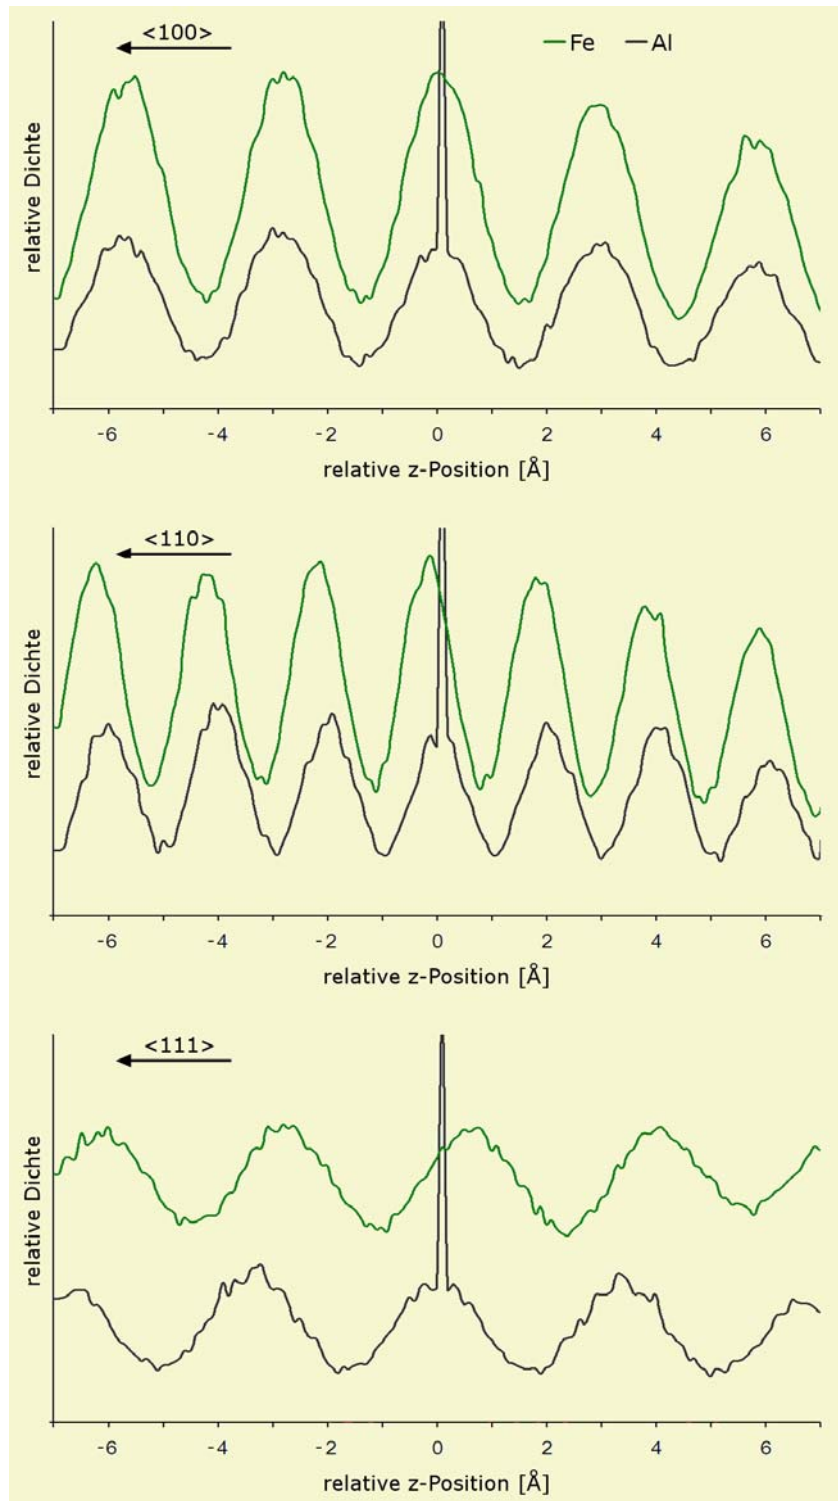 <100>
Fe
Al
relative Dichte
-6 -4 -2 0 2 4 6
relative z-Position [Å]
<110>
relative Dichte
-6 -4 -2 0 2 4 6
relative z-Position [Å]
<111>
relative Dichte
-6 -4 -2 0 2 4 6
relative z-Position [Å]